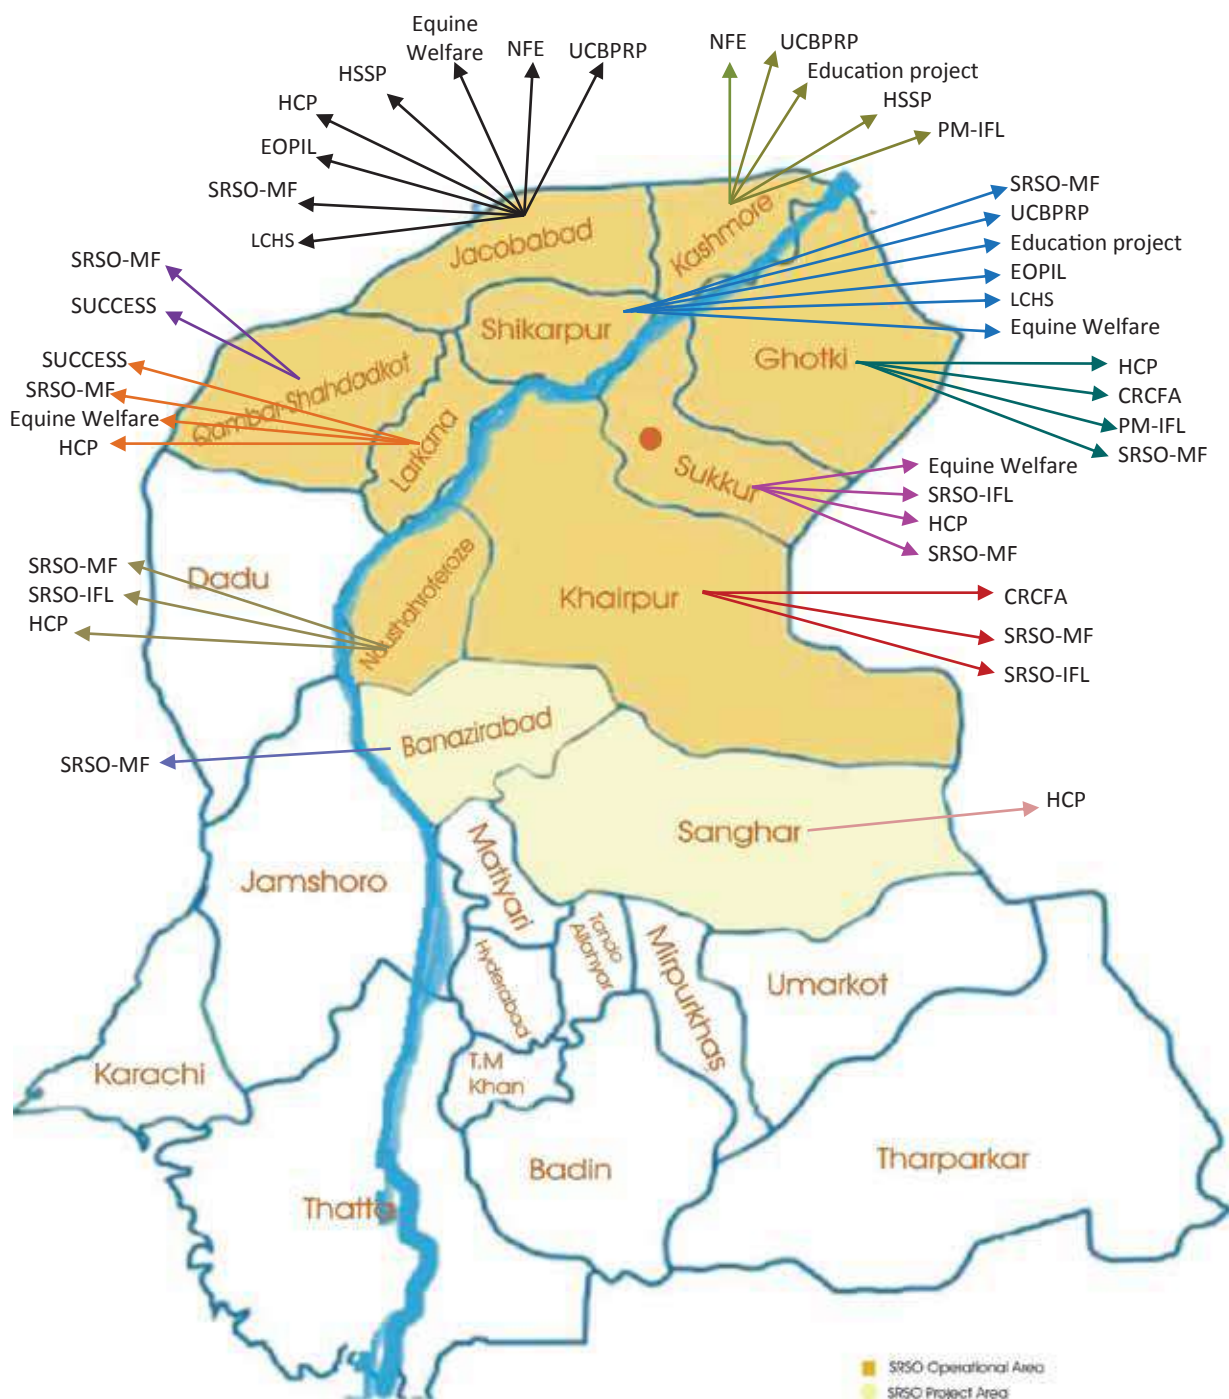 Equine
Welfare
NFE
UCBPRP
HSSP
HCP
EOPIL
SRSO-MF
LCHS
NFE
UCBPRP
Education project
HSSP
PM-IFL
SRSO-MF
UCBPRP
Education project
EOPIL
LCHS
Equine Welfare
SRSO-MF
SUCCESS
SUCCESS
SRSO-MF
Equine Welfare
HCP
HCP
CRCFA
PM-IFL
SRSO-MF
Equine Welfare
SRSO-IFL
HCP
SRSO-MF
SRSO-MF
SRSO-IFL
HCP
CRCFA
SRSO-MF
SRSO-IFL
SRSO-MF
HCP
Jacobabad
Kashmore
Shikarpur
Ghotki
Qambar-Shahdadkot
Larkana
Sukkur
Dadu
Naushahroferoze
Khairpur
Banazirabad
Sanghar
Jamshoro
Matiyari
Hyderabad
Tando
Allahyar
Mirpurkhas
Umarkot
Karachi
T.M
Khan
Badin
Tharparkar
Thatta
SRSO Operational Area
SRSO Project Area